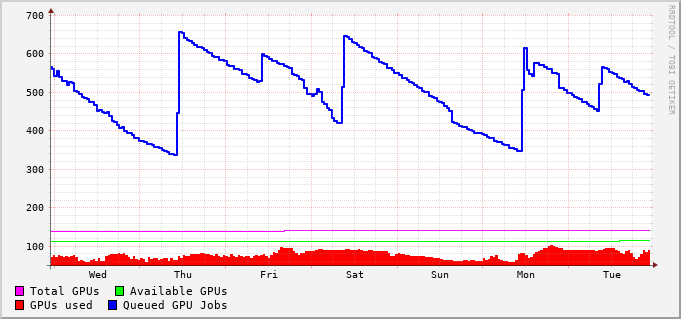 700
600
500
400
300
200
100
Wed Thu Fri Sat Sun Mon Tue
Total GPUs Available GPUs
GPUs used Queued GPU Jobs
RRDTOOL / TOBI OETIKER